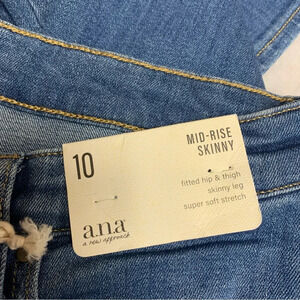 10
MID-RISE
SKINNY
fitted hip & thigh
skinny leg
super soft stretch
a.n.a
a new approach